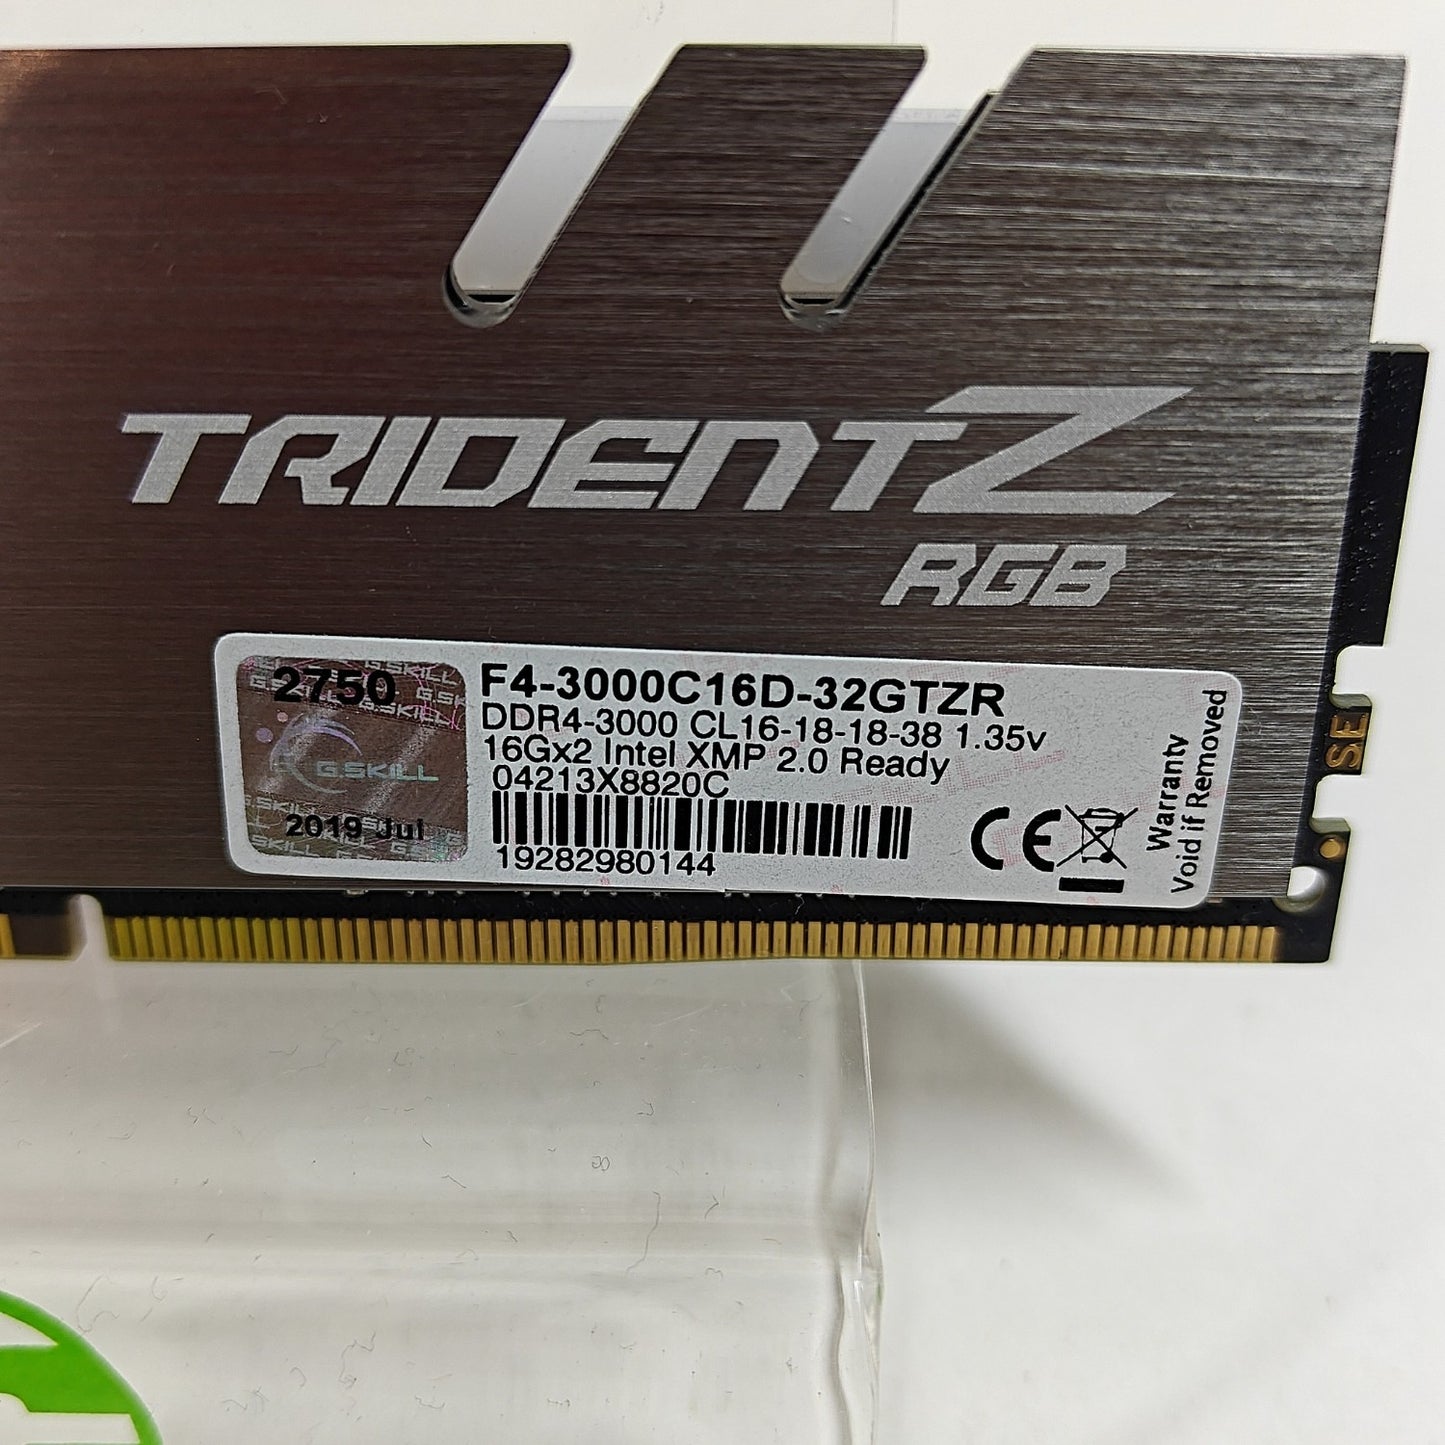 TRIDENTZ
RGB
2750
G.SKILL
2019 Jul
F4-3000C16D-32GTZR
DDR4-3000 CL16-18-18-38 1.35v
16Gx2 Intel XMP 2.0 Ready
04213X8820C
19282980144
CE
Warranty
Void if Removed
SE